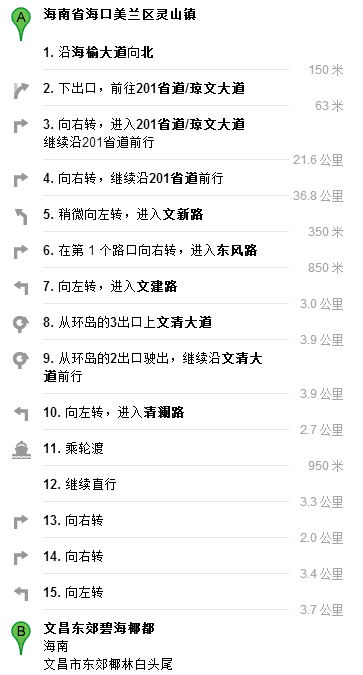 A
海南省海口美兰区灵山镇
1. 沿海榆大道向北
150 米
2. 下出口，前往201省道/琼文大道
63 米
3. 向右转，进入201省道/琼文大道
继续沿201省道前行
21.6 公里
4. 向右转，继续沿201省道前行
36.8 公里
5. 稍微向左转，进入文新路
350 米
6. 在第 1 个路口向右转，进入东风路
850 米
7. 向左转，进入文建路
3.0 公里
8. 从环岛的3出口上文清大道
3.9 公里
9. 从环岛的2出口驶出，继续沿文清大
道前行
3.9 公里
10. 向左转，进入清澜路
2.7 公里
11. 乘轮渡
950 米
12. 继续直行
3.3 公里
13. 向右转
2.0 公里
14. 向右转
3.4 公里
15. 向左转
3.7 公里
B
文昌东郊碧海椰都
海南
文昌市东郊椰林白头尾